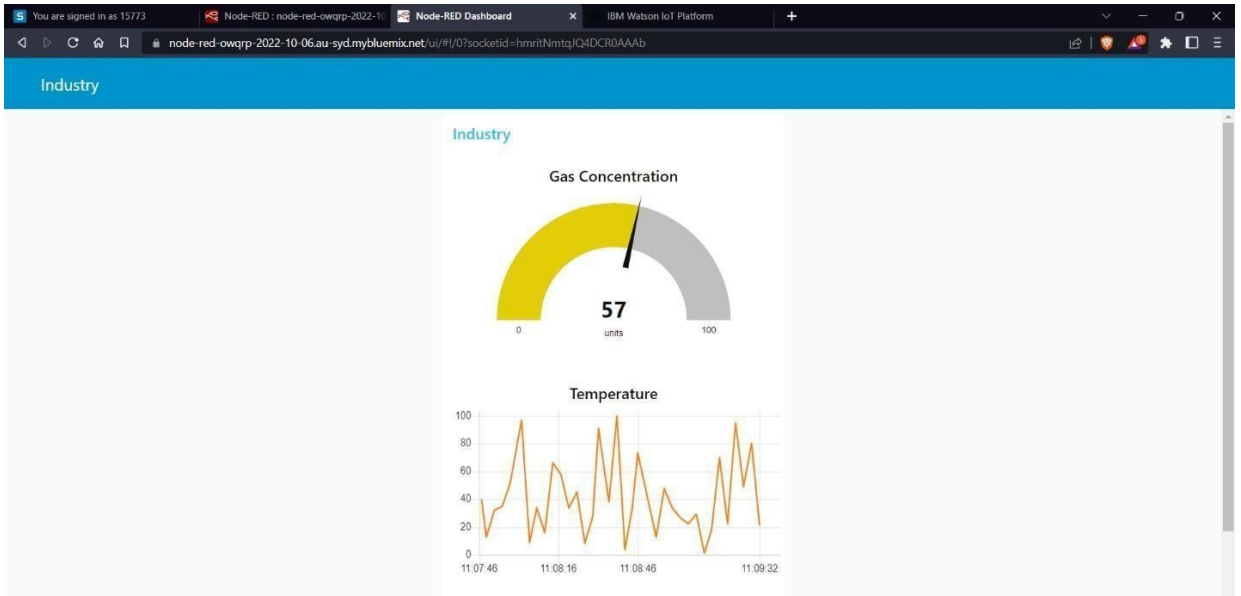 You are signed in as 15773
Node-RED : node-red-owqrp-2022-10
Node-RED Dashboard
IBM Watson IoT Platform
node-red-owqrp-2022-10-06.au-syd.mybluemix.net/ui/#!/0?socketid=hmritNmtqJQ4DCR0AAAb
Industry
Industry
Gas Concentration
57
0
units
100
Temperature
100
80
60
40
20
0
11:07:46
11:08:16
11:08:46
11:09:32